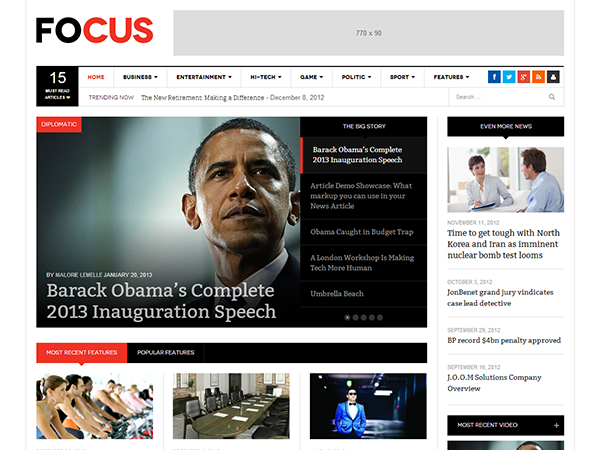 FOCUS
770 x 90
15
MUST READ
ARTICLES
HOME BUSINESS ENTERTAINMENT HI-TECH GAME POLITIC SPORT FEATURES
TRENDING NOW The New Retirement: Making a Difference - December 8, 2012
Search ...
DIPLOMATIC
BY MALORIE LEMELLE JANUARY 20, 2013
Barack Obama's Complete
2013 Inauguration Speech
THE BIG STORY
Barack Obama's Complete
2013 Inauguration Speech
Article Demo Showcase: What
markup you can use in your
News Article
Obama Caught in Budget Trap
A London Workshop Is Making
Tech More Human
Umbrella Beach
EVEN MORE NEWS
NOVEMBER 11, 2012
Time to get tough with North
Korea and Iran as imminent
nuclear bomb test looms
OCTOBER 3, 2012
JonBenet grand jury vindicates
case lead detective
SEPTEMBER 29, 2012
BP record $4bn penalty approved
SEPTEMBER 16, 2012
J.O.O.M Solutions Company
Overview
MOST RECENT FEATURES POPULAR FEATURES
MOST RECENT VIDEO +